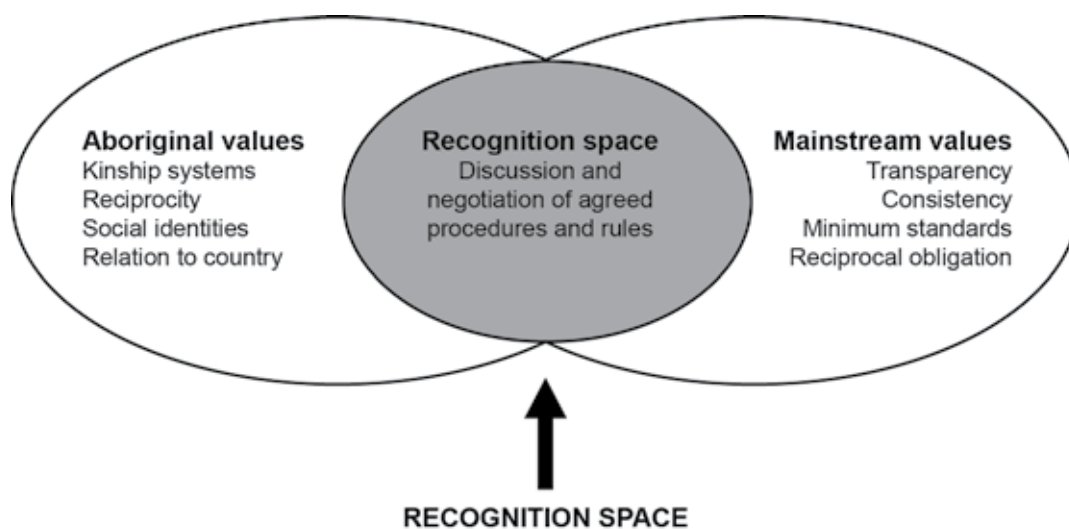 Aboriginal values
Kinship systems
Reciprocity
Social identities
Relation to country
Recognition space
Discussion and
negotiation of agreed
procedures and rules
Mainstream values
Transparency
Consistency
Minimum standards
Reciprocal obligation
RECOGNITION SPACE